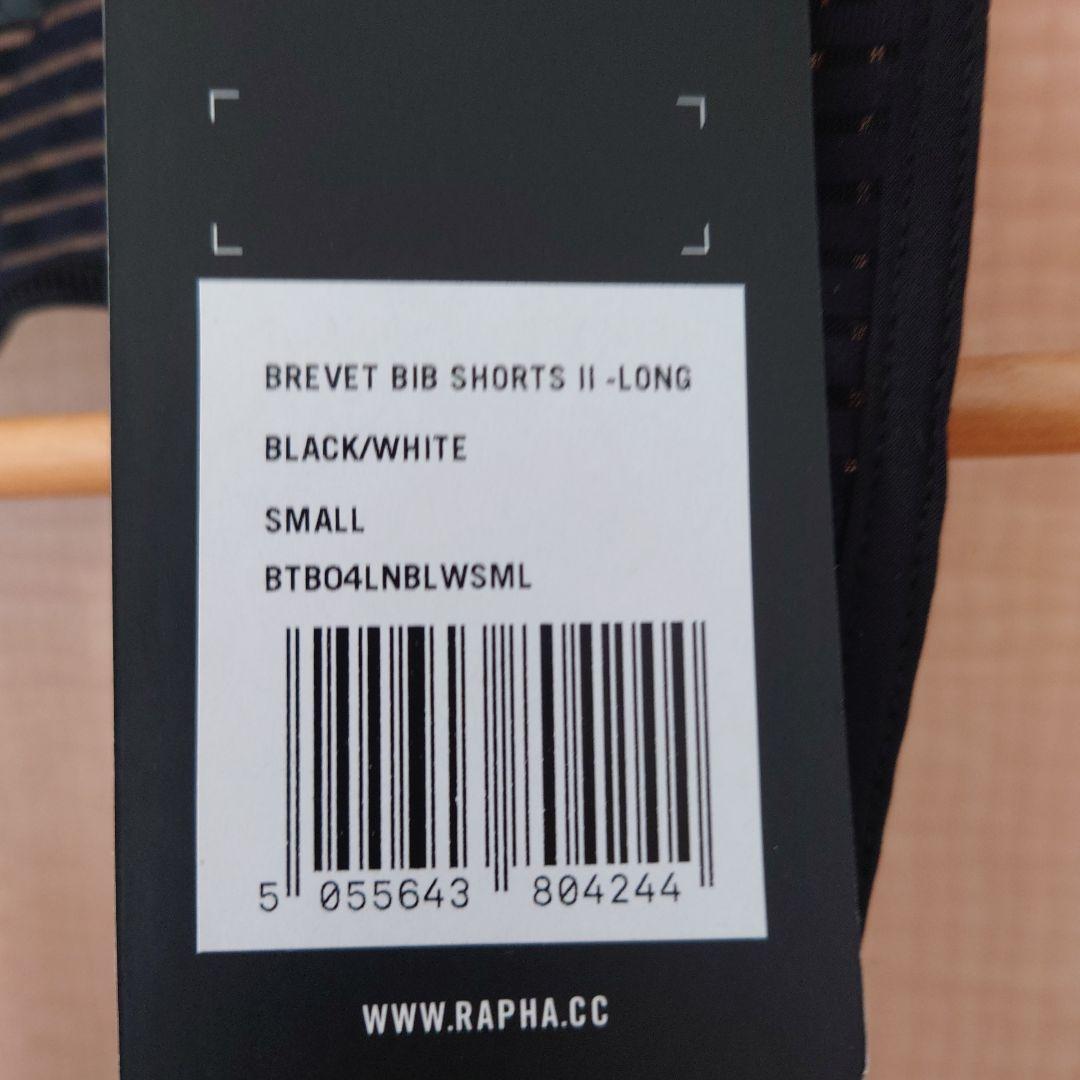 BREVET BIB SHORTS II -LONG
BLACK/WHITE
SMALL
BTB04LNBLWSML
5 055643 804244
WWW.RAPHA.CC